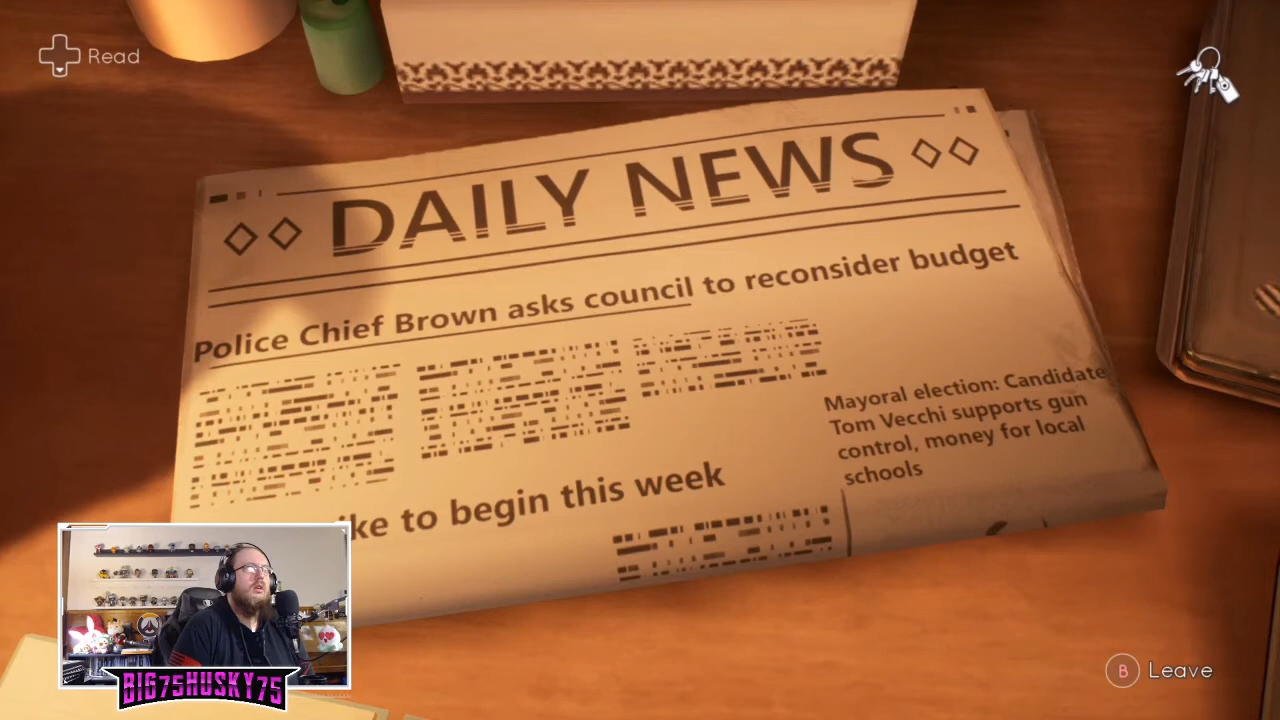 Read
DAILY NEWS
Police Chief Brown asks council to reconsider budget
Mayoral election: Candidate
Tom Vecchi supports gun
control, money for local
schools
to begin this week
BIG75HUSKY75
B Leave